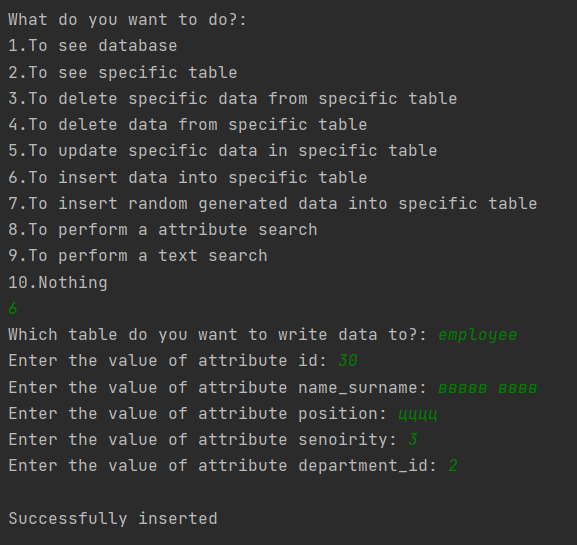 What do you want to do?:
1.To see database
2.To see specific table
3.To delete specific data from specific table
4.To delete data from specific table
5.To update specific data in specific table
6.To insert data into specific table
7.To insert random generated data into specific table
8.To perform a attribute search
9.To perform a text search
10.Nothing
6
Which table do you want to write data to?: employee
Enter the value of attribute id: 30
Enter the value of attribute name_surname: ввввв вввв
Enter the value of attribute position: цццц
Enter the value of attribute senoirity: 3
Enter the value of attribute department_id: 2
Successfully inserted